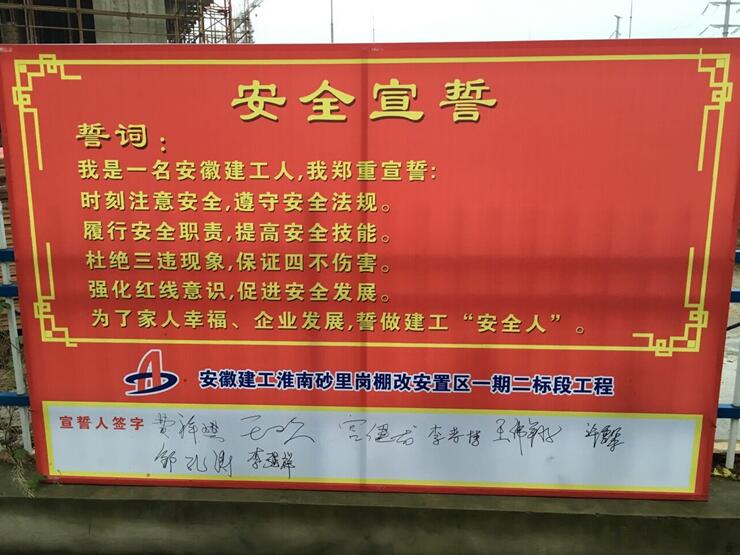 安全宣誓
誓词：
我是一名安徽建工人,我郑重宣誓:
时刻注意安全,遵守安全法规。
履行安全职责,提高安全技能。
杜绝三违现象,保证四不伤害。
强化红线意识,促进安全发展。
为了家人幸福、企业发展,誓做建工“安全人”。
安徽建工淮南砂里岗棚改安置区一期二标段工程
宣誓人签字
李建祥